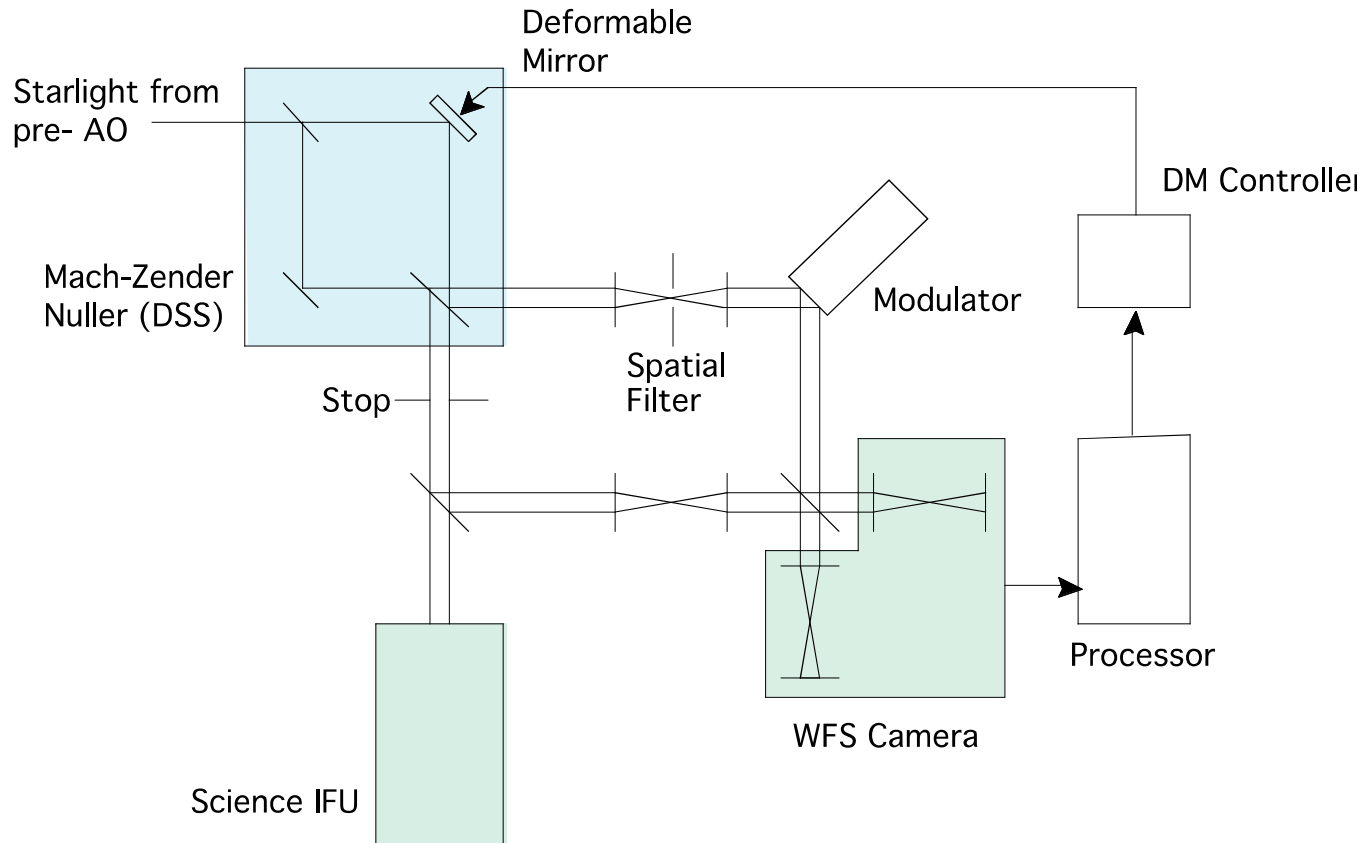 Deformable
Mirror
Starlight from
pre- AO
DM Controller
Mach-Zender
Nuller (DSS)
Modulator
Spatial
Filter
Stop
Processor
WFS Camera
Science IFU